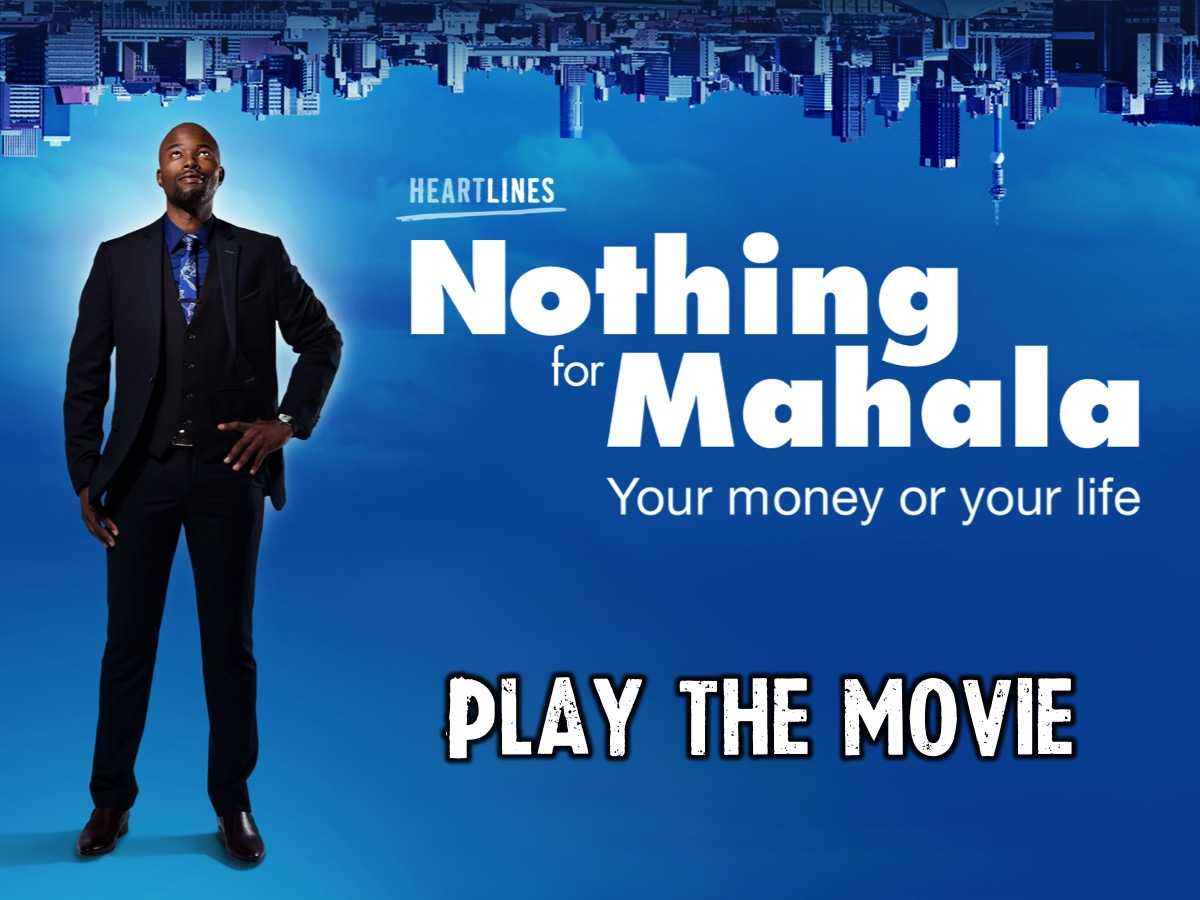 HEARTLINES
Nothing
for Mahala
Your money or your life
PLAY THE MOVIE